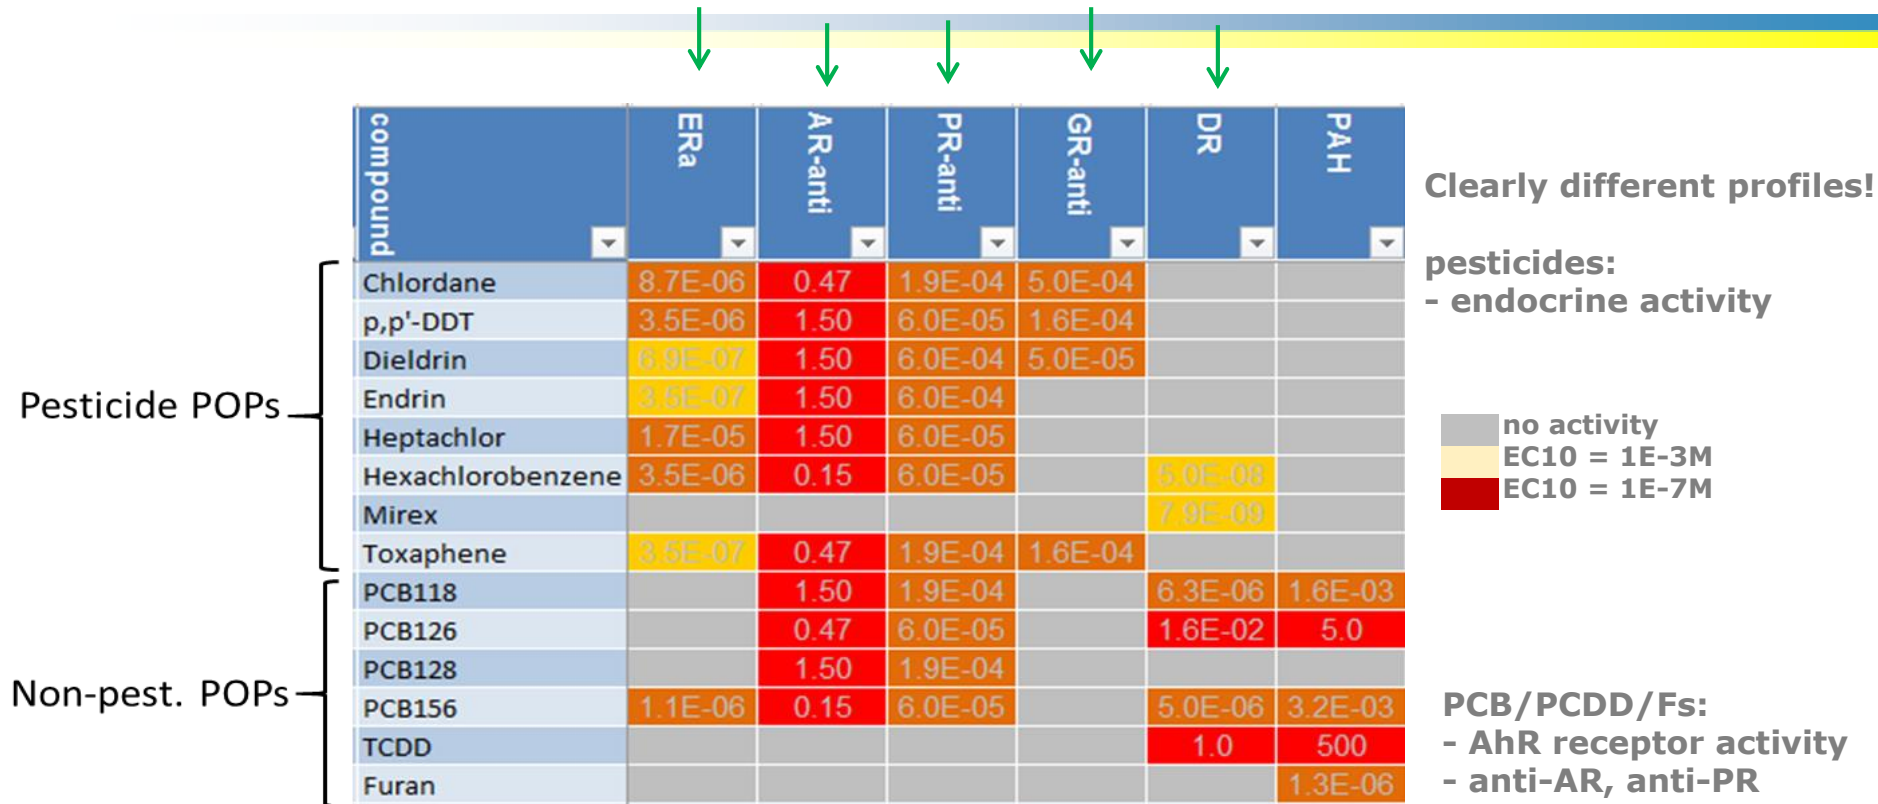 compound ERa AR-anti PR-anti GR-anti DR PAH
Chlordane 8.7E-06 0.47 1.9E-04 5.0E-04
p,p'-DDT 3.5E-06 1.50 6.0E-05 1.6E-04
Dieldrin 6.9E-07 1.50 6.0E-04 5.0E-05
Endrin 3.5E-07 1.50 6.0E-04
Heptachlor 1.7E-05 1.50 6.0E-05
Hexachlorobenzene 3.5E-06 0.15 6.0E-05 5.0E-08
Mirex 7.9E-09
Toxaphene 3.5E-07 0.47 1.9E-04 1.6E-04
PCB118 1.50 1.9E-04 6.3E-06 1.6E-03
PCB126 0.47 6.0E-05 1.6E-02 5.0
PCB128 1.50 1.9E-04
PCB156 1.1E-06 0.15 6.0E-05 5.0E-06 3.2E-03
TCDD 1.0 500
Furan 1.3E-06
Pesticide POPs
Non-pest. POPs
Clearly different profiles!
pesticides:
- endocrine activity
no activity
EC10 = 1E-3M
EC10 = 1E-7M
PCB/PCDD/Fs:
- AhR receptor activity
- anti-AR, anti-PR